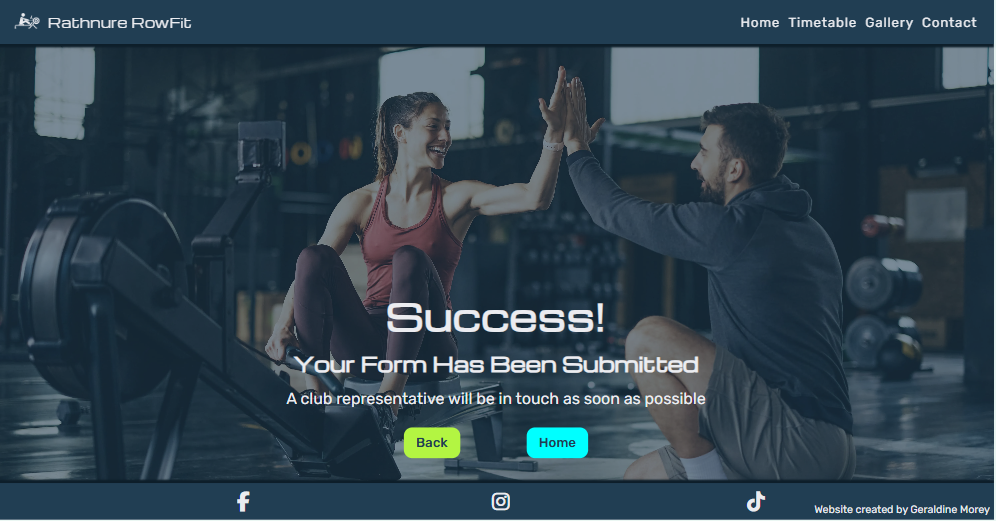 Rathnure RowFit
Home Timetable Gallery Contact
Success!
Your Form Has Been Submitted
A club representative will be in touch as soon as possible
Back Home
Website created by Geraldine Morey